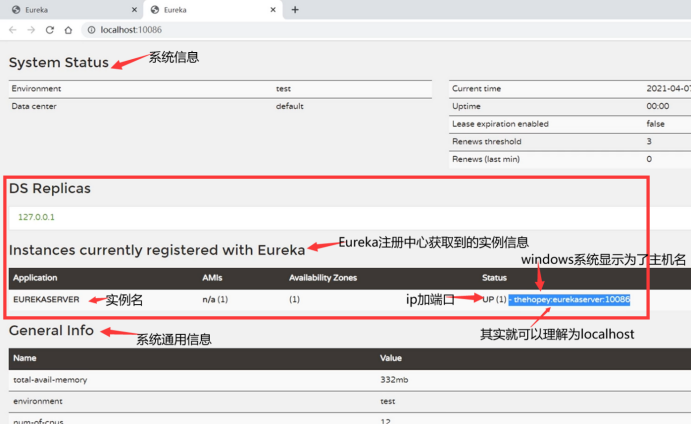 Eureka
Eureka
localhost:10086
System Status
系统信息
Environment test
Data center default
Current time 2021-04-07
Uptime 00:00
Lease expiration enabled false
Renews threshold 3
Renews (last min) 0
DS Replicas
127.0.0.1
Instances currently registered with Eureka
Eureka注册中心获取到的实例信息
windows系统显示为了主机名
Application AMIs Availability Zones Status
EUREKASERVER 实例名 n/a (1) (1) ip加端口 UP (1) - thehopey:eurekaserver:10086
General Info
系统通用信息
其实就可以理解为localhost
Name Value
total-avail-memory 332mb
environment test
num-of-cpus 12